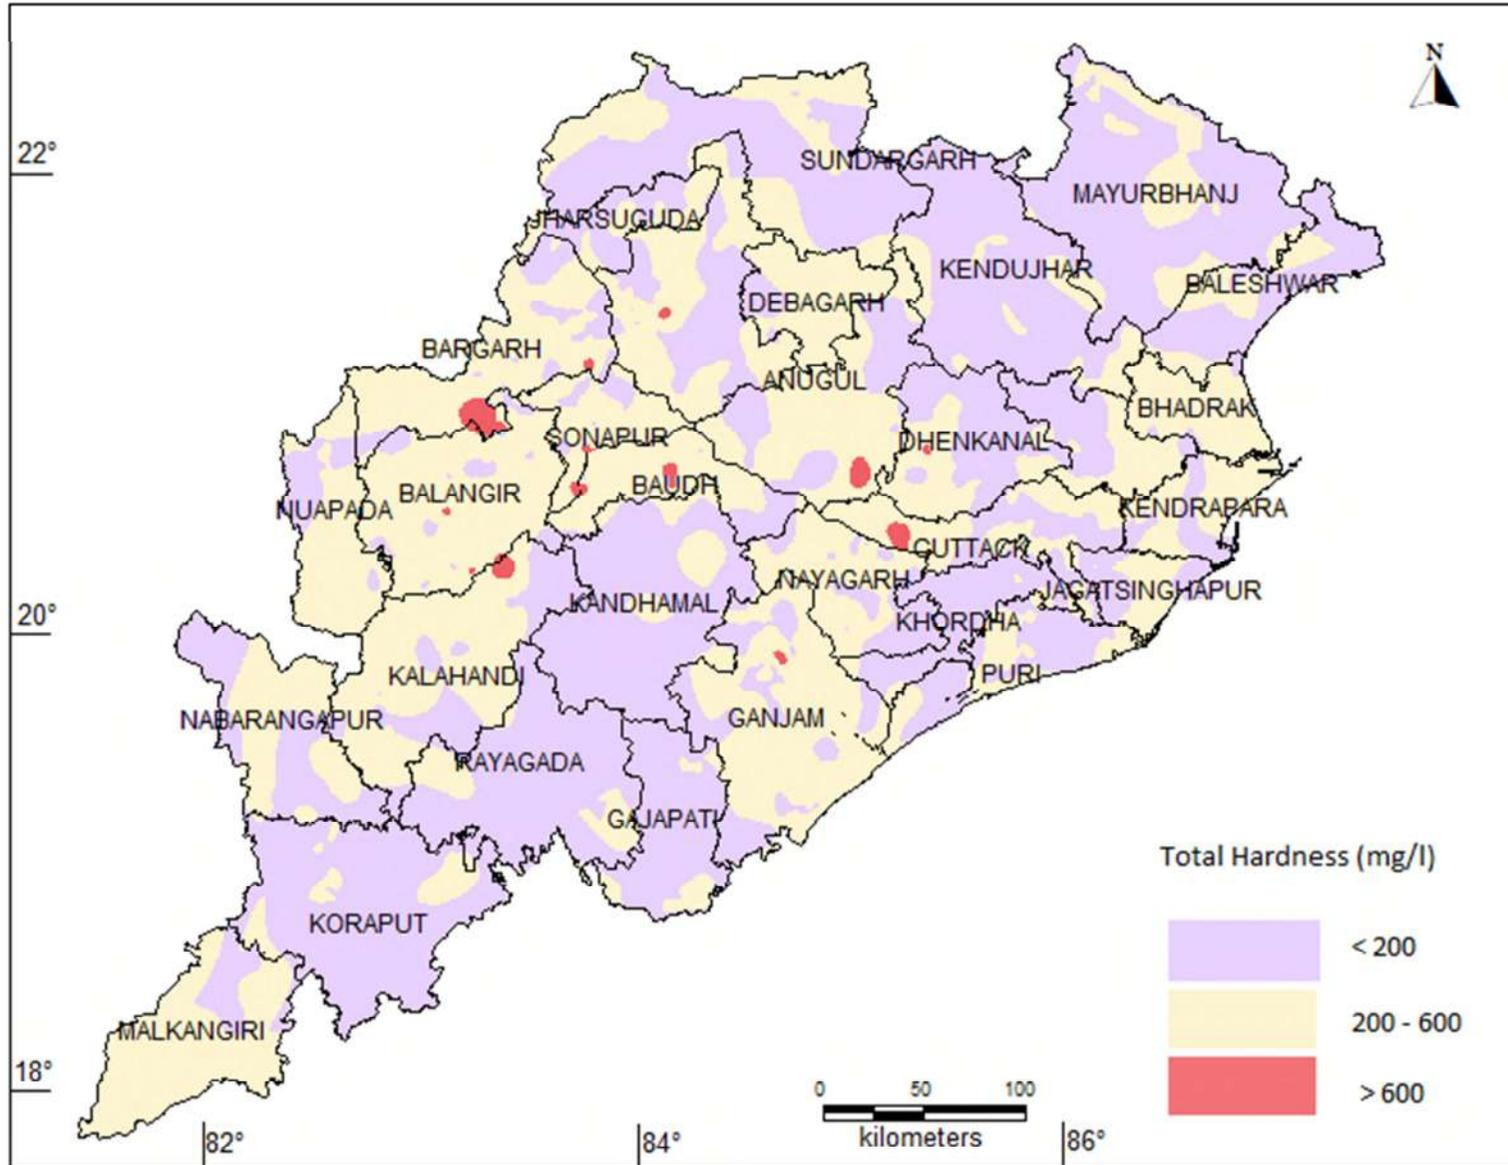 N
22°
SUNDARGARH
MAYURBHANJ
JHARSUGUDA
KENDUJHAR
BALESHWAR
DEBAGARH
BARGARH
ANUGUL
BHADRAK
SONAPUR
DHENKANAL
BALANGIR
BAUDH
NUAPADA
KENDRAPARA
CUTTACK
NAYAGARH
JAGATSINGHAPUR
KANDHAMAL
20°
KHORDHA
KALAHANDI
PURI
NABARANGAPUR
GANJAM
RAYAGADA
GAJAPATI
Total Hardness (mg/l)
KORAPUT
< 200
200 - 600
MALKANGIRI
18°
> 600
0 50 100
kilometers
82°
84°
86°